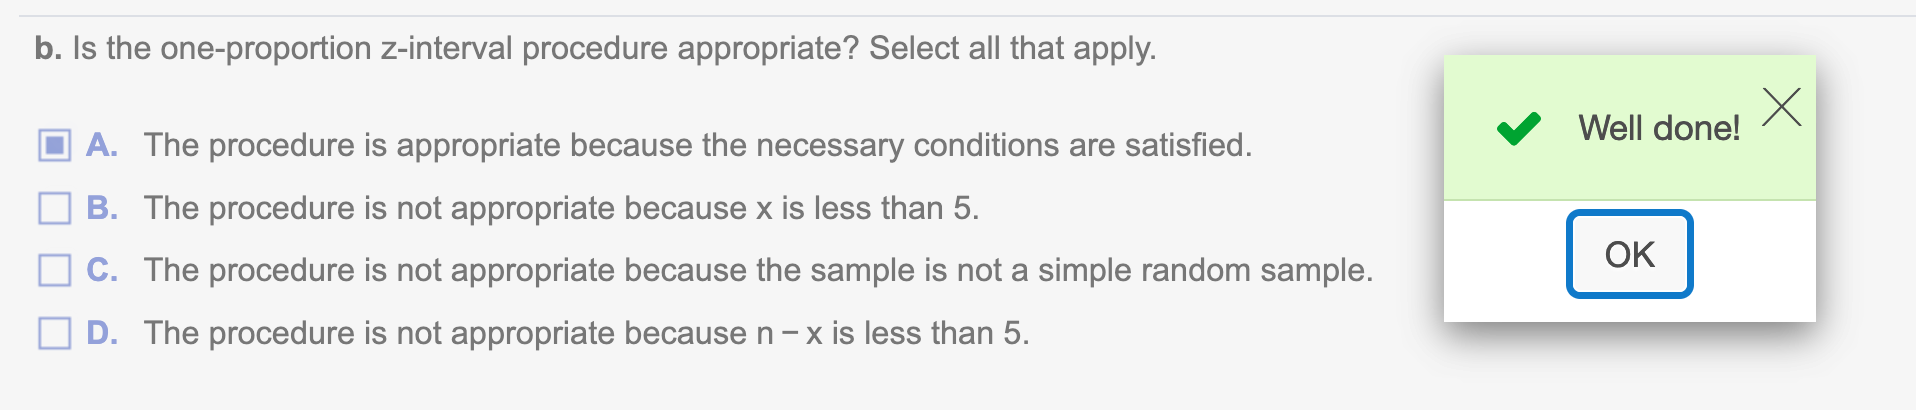 b. Is the one-proportion z-interval procedure appropriate? Select all that apply.
A. The procedure is appropriate because the necessary conditions are satisfied.
B. The procedure is not appropriate because x is less than 5.
C. The procedure is not appropriate because the sample is not a simple random sample.
D. The procedure is not appropriate because n − x is less than 5.
Well done!
OK